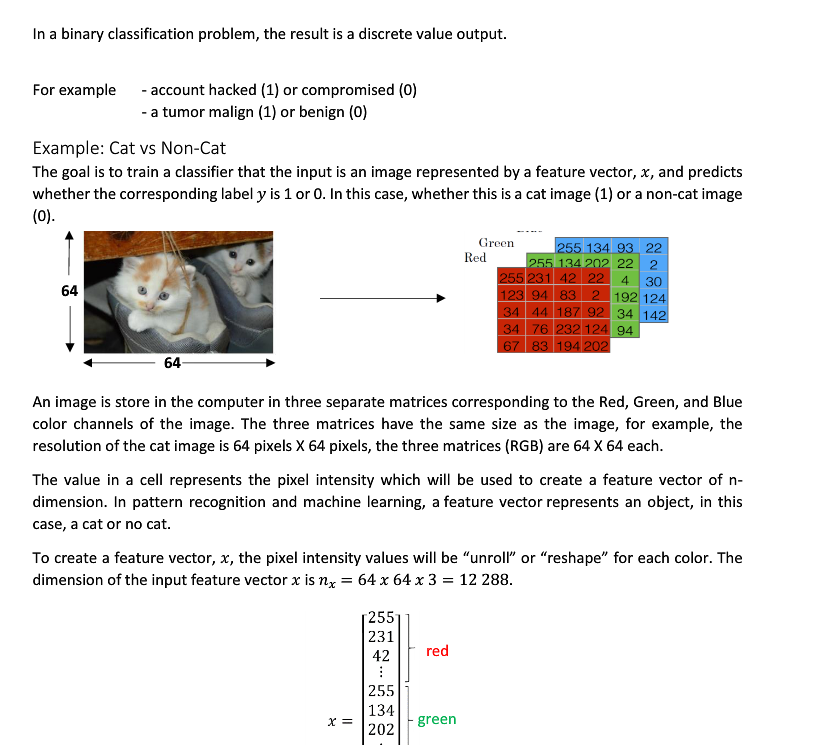 In a binary classification problem, the result is a discrete value output.
For example - account hacked (1) or compromised (0)
- a tumor malign (1) or benign (0)
Example: Cat vs Non-Cat
The goal is to train a classifier that the input is an image represented by a feature vector, x, and predicts
whether the corresponding label y is 1 or 0. In this case, whether this is a cat image (1) or a non-cat image
(0).
64
64
Green
Red
255 134 93 22
255 134 202 22 2
255 231 42 22 4 30
123 94 83 2 192 124
34 44 187 92 34 142
34 76 232 124 94
67 83 194 202
An image is store in the computer in three separate matrices corresponding to the Red, Green, and Blue
color channels of the image. The three matrices have the same size as the image, for example, the
resolution of the cat image is 64 pixels X 64 pixels, the three matrices (RGB) are 64 X 64 each.
The value in a cell represents the pixel intensity which will be used to create a feature vector of n-
dimension. In pattern recognition and machine learning, a feature vector represents an object, in this
case, a cat or no cat.
To create a feature vector, x, the pixel intensity values will be “unroll” or “reshape” for each color. The
dimension of the input feature vector x is nₓ = 64 x 64 x 3 = 12 288.
255
231
42
⋮
red
255
134
202
x =
green